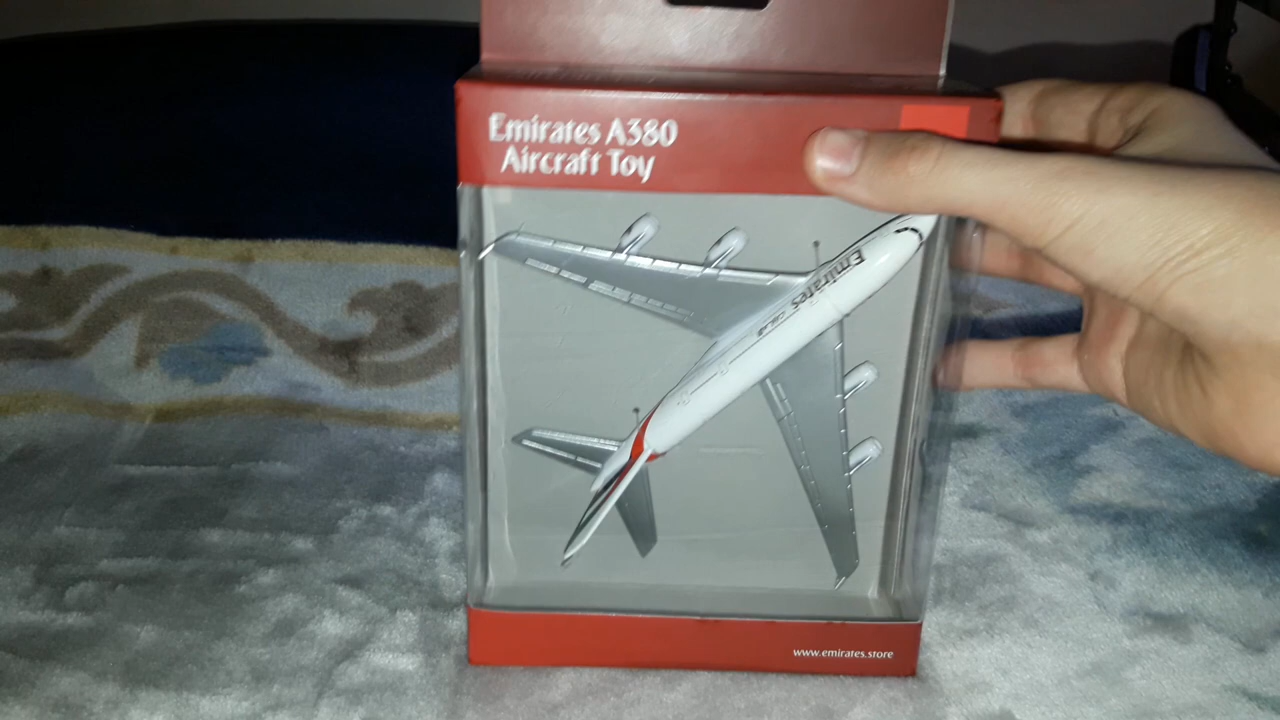 Emirates A380
Aircraft Toy
Emirates
www.emirates.store